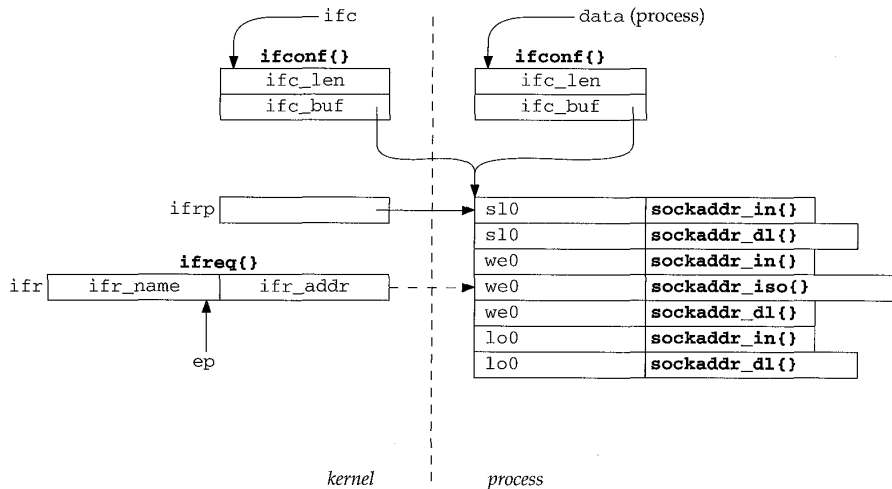 ifc data (process)
ifconf{} ifconf{}
ifc_len ifc_len
ifc_buf ifc_buf
ifrp sl0 sockaddr_in{}
sl0 sockaddr_dl{}
ifreq{} we0 sockaddr_in{}
ifr ifr_name ifr_addr we0 sockaddr_iso{}
we0 sockaddr_dl{}
lo0 sockaddr_in{}
ep lo0 sockaddr_dl{}
kernel process